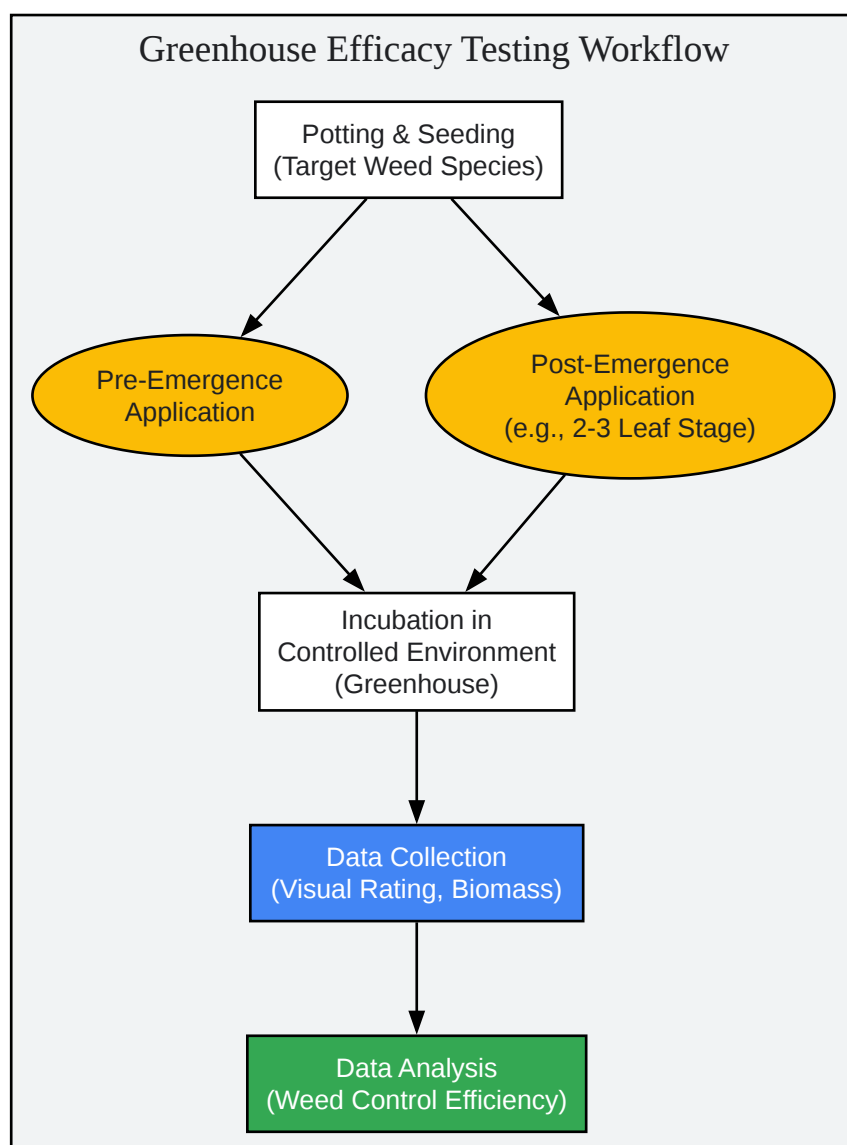 Greenhouse Efficacy Testing Workflow
Potting & Seeding
(Target Weed Species)
Pre-Emergence
Application
Post-Emergence
Application
(e.g., 2-3 Leaf Stage)
Incubation in
Controlled Environment
(Greenhouse)
Data Collection
(Visual Rating, Biomass)
Data Analysis
(Weed Control Efficiency)